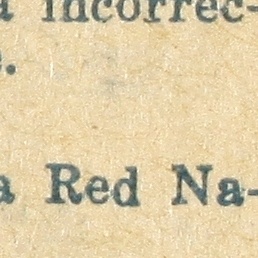 a incorrec-
a Red Na-